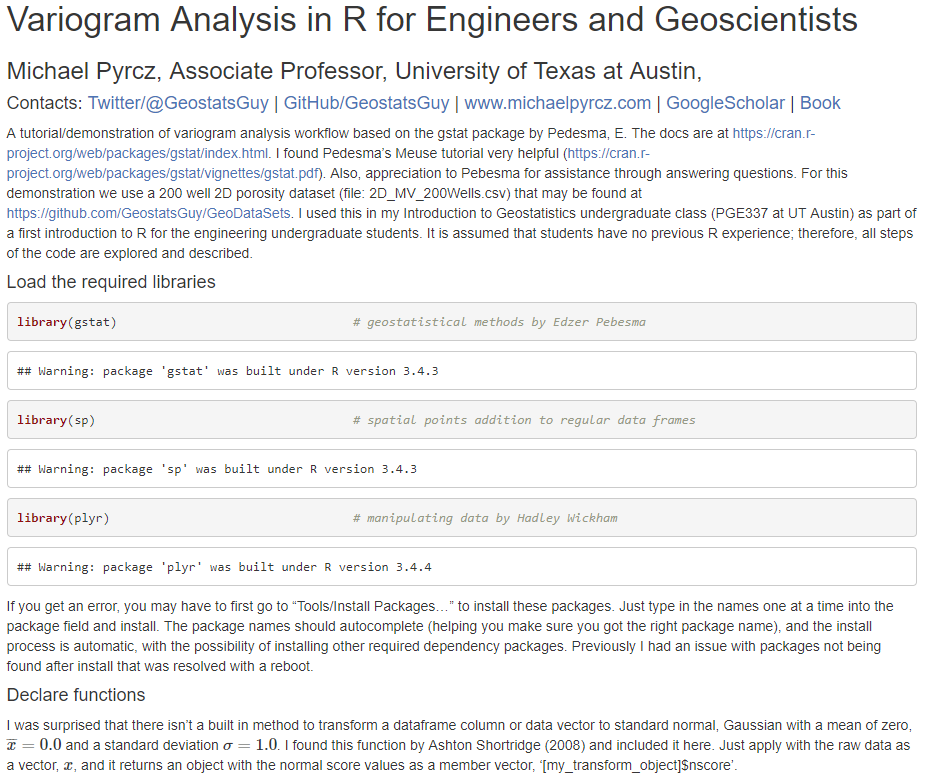 Variogram Analysis in R for Engineers and Geoscientists
Michael Pyrcz, Associate Professor, University of Texas at Austin,
Contacts: Twitter/@GeostatsGuy | GitHub/GeostatsGuy | www.michaelpyrcz.com | GoogleScholar | Book
A tutorial/demonstration of variogram analysis workflow based on the gstat package by Pedesma, E. The docs are at https://cran.r-
project.org/web/packages/gstat/index.html. I found Pedesma's Meuse tutorial very helpful (https://cran.r-
project.org/web/packages/gstat/vignettes/gstat.pdf). Also, appreciation to Pebesma for assistance through answering questions. For this
demonstration we use a 200 well 2D porosity dataset (file: 2D_MV_200Wells.csv) that may be found at
https://github.com/GeostatsGuy/GeoDataSets. I used this in my Introduction to Geostatistics undergraduate class (PGE337 at UT Austin) as part of
a first introduction to R for the engineering undergraduate students. It is assumed that students have no previous R experience; therefore, all steps
of the code are explored and described.
Load the required libraries
library(gstat) # geostatistical methods by Edzer Pebesma
## Warning: package 'gstat' was built under R version 3.4.3
library(sp) # spatial points addition to regular data frames
## Warning: package 'sp' was built under R version 3.4.3
library(plyr) # manipulating data by Hadley Wickham
## Warning: package 'plyr' was built under R version 3.4.4
If you get an error, you may have to first go to “Tools/Install Packages…” to install these packages. Just type in the names one at a time into the
package field and install. The package names should autocomplete (helping you make sure you got the right package name), and the install
process is automatic, with the possibility of installing other required dependency packages. Previously I had an issue with packages not being
found after install that was resolved with a reboot.
Declare functions
I was surprised that there isn't a built in method to transform a dataframe column or data vector to standard normal, Gaussian with a mean of zero,
x̅ = 0.0 and a standard deviation σ = 1.0. I found this function by Ashton Shortridge (2008) and included it here. Just apply with the raw data as
a vector, x, and it returns an object with the normal score values as a member vector, ‘[my_transform_object]$nscore’.